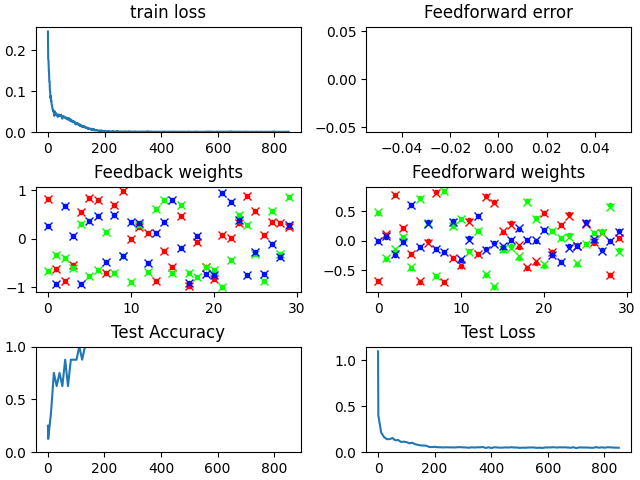 train loss
Feedforward error
0.2
0.1
0.0
0 200 400 600 800
0.05
0.00
−0.05
−0.04 −0.02 0.00 0.02 0.04
Feedback weights
Feedforward weights
1
0
−1
0 10 20 30
0.5
0.0
−0.5
0 10 20 30
Test Accuracy
Test Loss
1.0
0.5
0.0
0 200 400 600 800
1.0
0.5
0.0
0 200 400 600 800